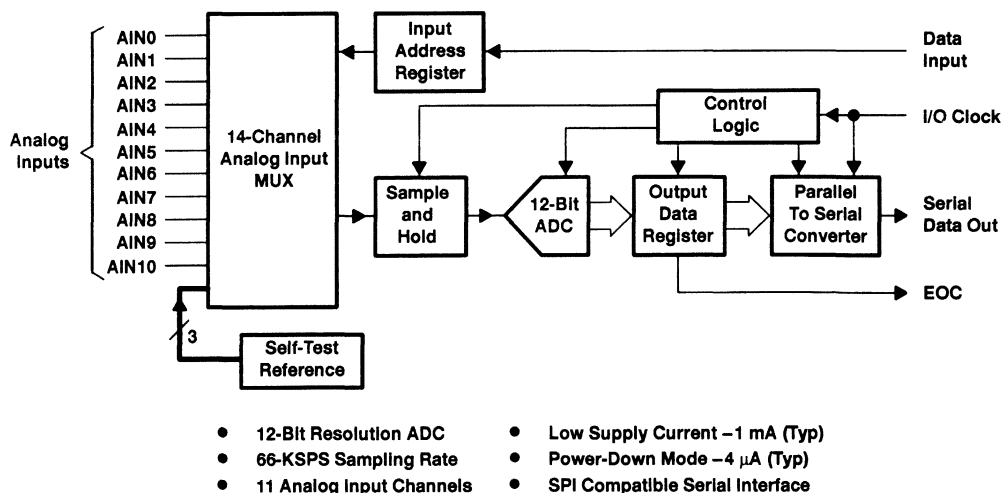 Analog
Inputs
AIN0
AIN1
AIN2
AIN3
AIN4
AIN5
AIN6
AIN7
AIN8
AIN9
AIN10
14-Channel
Analog Input
MUX
Input
Address
Register
Data
Input
Control
Logic
I/O Clock
Sample
and
Hold
12-Bit
ADC
Output
Data
Register
Parallel
To Serial
Converter
Serial
Data Out
EOC
3
Self-Test
Reference
● 12-Bit Resolution ADC
● 66-KSPS Sampling Rate
● 11 Analog Input Channels
● Low Supply Current –1 mA (Typ)
● Power-Down Mode –4 μA (Typ)
● SPI Compatible Serial Interface